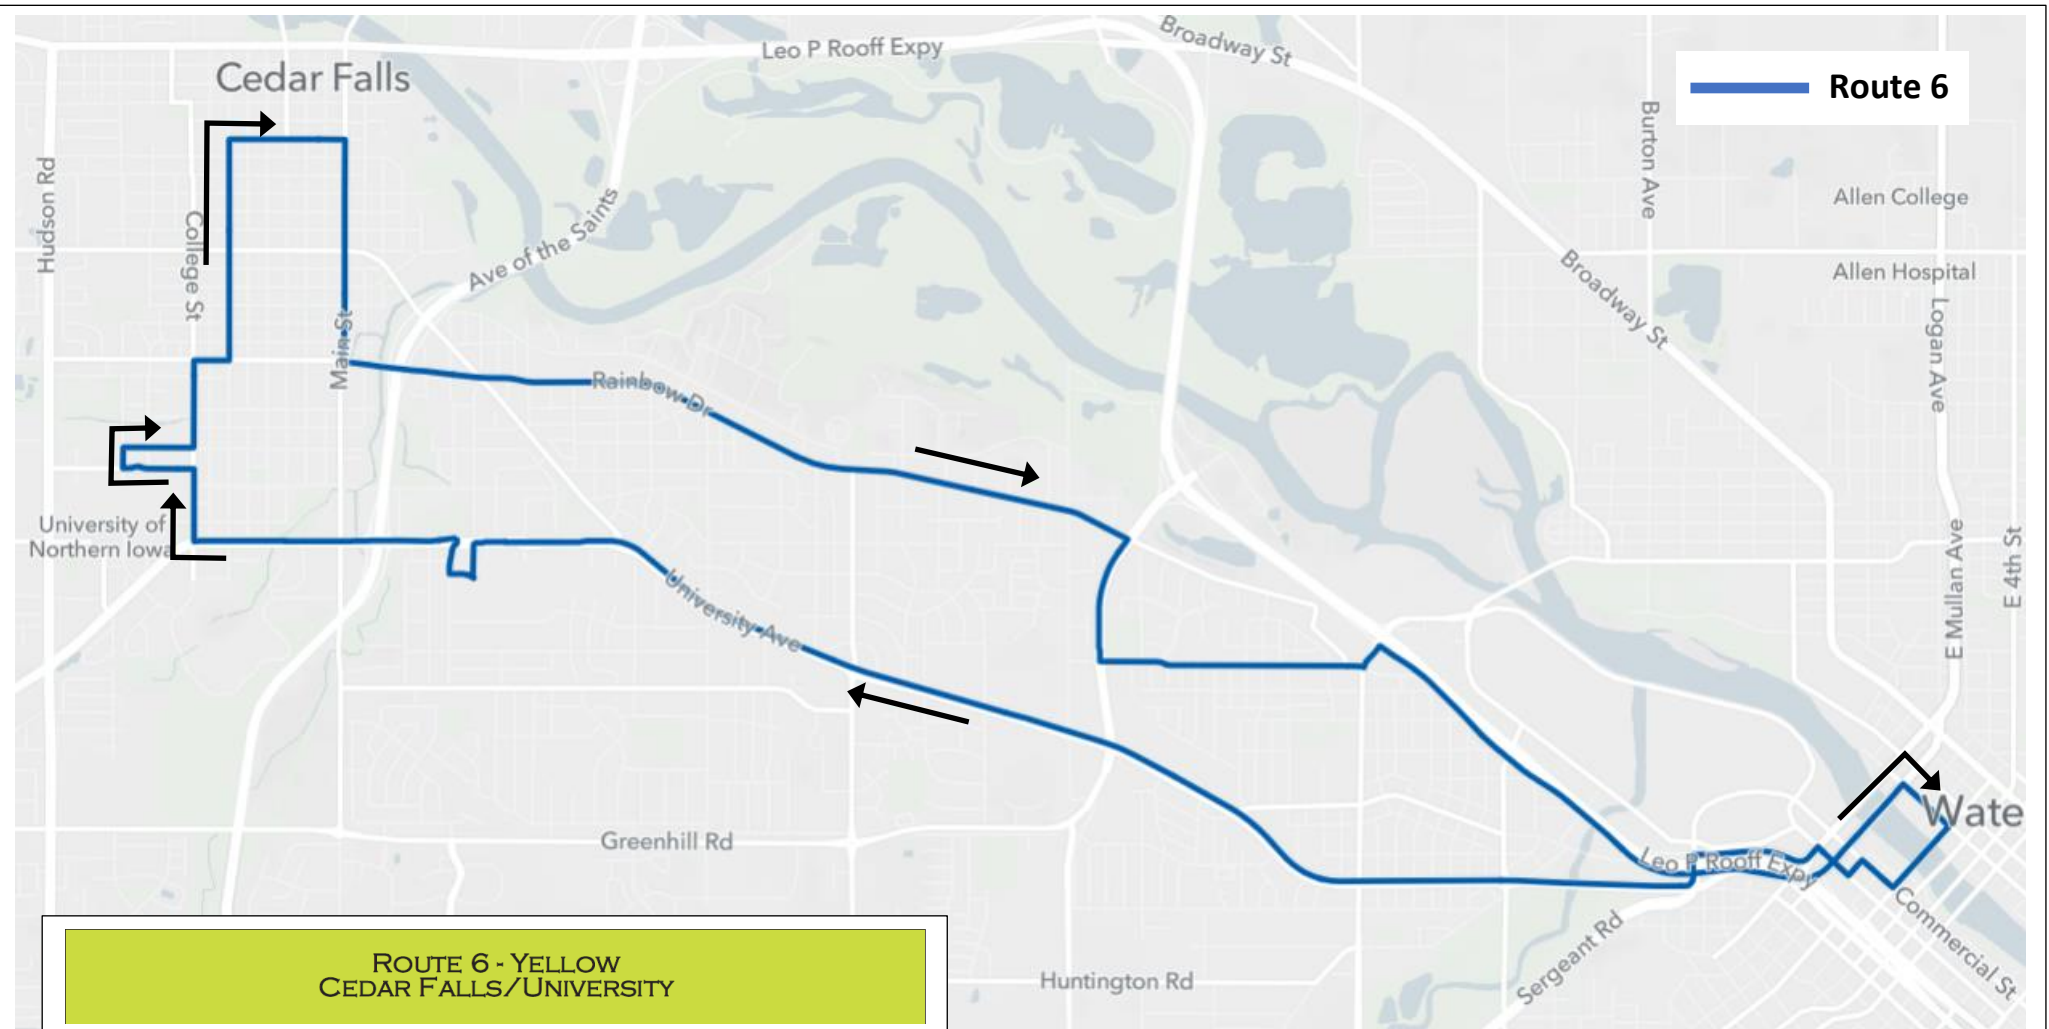 Leo P Rooff Expy
Broadway St
Cedar Falls
Route 6
Burton Ave
Hudson Rd
College St
Ave of the Saints
Allen College
Allen Hospital
Broadway St
Logan Ave
Main St
Rainbow Dr
University of
Northern Iowa
University Ave
E Mullan Ave
E 4th St
Wate
Greenhill Rd
Leo P Rooff Expy
Commercial St
Sergeant Rd
Huntington Rd
ROUTE 6 - YELLOW
CEDAR FALLS/UNIVERSITY